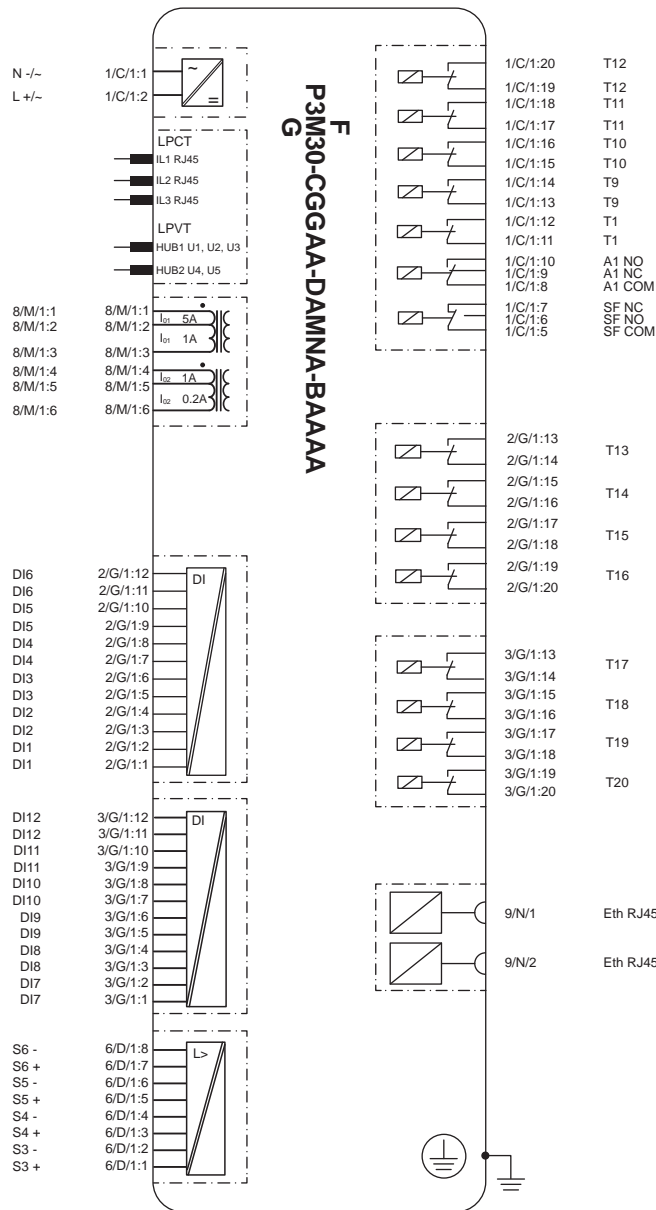 N -/~ 1/C/1:1
L +/~ 1/C/1:2
~
=
LPCT
IL1 RJ45
IL2 RJ45
IL3 RJ45
LPVT
HUB1 U1, U2, U3
HUB2 U4, U5
8/M/1:1 8/M/1:1
8/M/1:2 8/M/1:2
I01 5A
I01 1A
8/M/1:3 8/M/1:3
8/M/1:4 8/M/1:4
8/M/1:5 8/M/1:5
I02 1A
I02 0.2A
8/M/1:6 8/M/1:6
DI6 2/G/1:12
DI
DI6 2/G/1:11
DI5 2/G/1:10
DI5 2/G/1:9
DI4 2/G/1:8
DI4 2/G/1:7
DI3 2/G/1:6
DI3 2/G/1:5
DI2 2/G/1:4
DI2 2/G/1:3
DI1 2/G/1:2
DI1 2/G/1:1
DI12 3/G/1:12
DI
DI12 3/G/1:11
DI11 3/G/1:10
DI11 3/G/1:9
DI10 3/G/1:8
DI10 3/G/1:7
DI9 3/G/1:6
DI9 3/G/1:5
DI8 3/G/1:4
DI8 3/G/1:3
DI7 3/G/1:2
DI7 3/G/1:1
S6 - 6/D/1:8
L>
S6 + 6/D/1:7
S5 - 6/D/1:6
S5 + 6/D/1:5
S4 - 6/D/1:4
S4 + 6/D/1:3
S3 - 6/D/1:2
S3 + 6/D/1:1
F
P3M30-CGGAA-DAMNA-BAAAA
G
1/C/1:20 T12
1/C/1:19 T12
1/C/1:18 T11
1/C/1:17 T11
1/C/1:16 T10
1/C/1:15 T10
1/C/1:14 T9
1/C/1:13 T9
1/C/1:12 T1
1/C/1:11 T1
1/C/1:10 A1 NO
1/C/1:9 A1 NC
1/C/1:8 A1 COM
1/C/1:7 SF NC
1/C/1:6 SF NO
1/C/1:5 SF COM
2/G/1:13
T13
2/G/1:14
2/G/1:15
T14
2/G/1:16
2/G/1:17
T15
2/G/1:18
2/G/1:19
T16
2/G/1:20
3/G/1:13
T17
3/G/1:14
3/G/1:15
T18
3/G/1:16
3/G/1:17
T19
3/G/1:18
3/G/1:19
T20
3/G/1:20
9/N/1 Eth RJ45
9/N/2 Eth RJ45